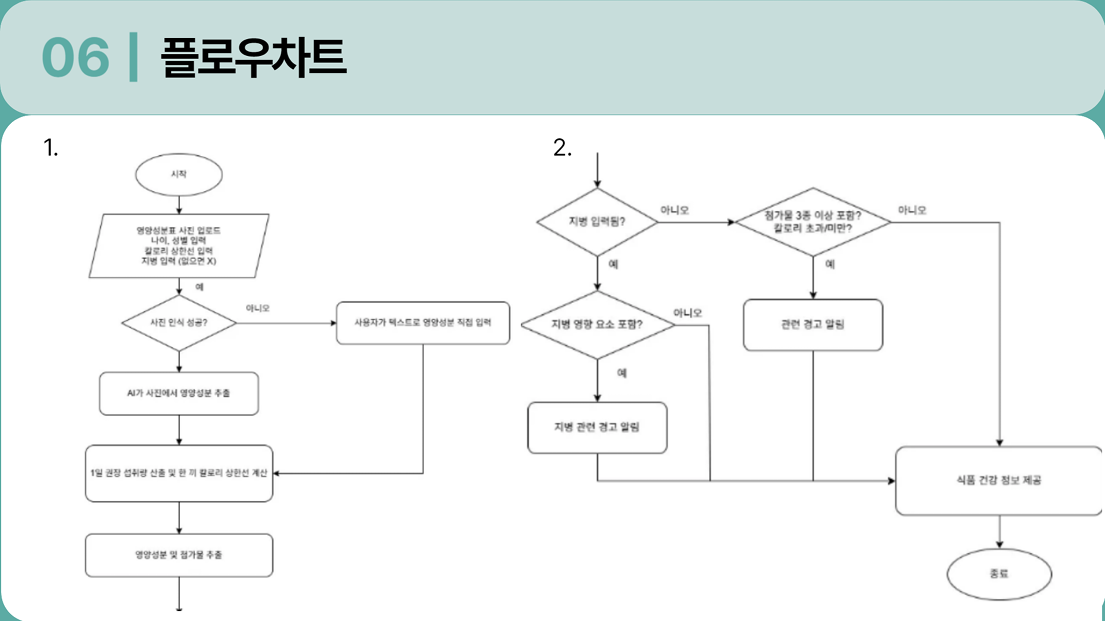 06 | 플로우차트
1.
시작
영양성분표 사진 업로드
나이, 성별 입력
칼로리 상한선 입력
지병 입력 (없으면 X)
예
사진 인식 성공?
아니오
사용자가 텍스트로 영양성분 직접 입력
AI가 사진에서 영양성분 추출
1일 권장 섭취량 산출 및 한 끼 칼로리 상한선 계산
영양성분 및 첨가물 추출
2.
지병 입력됨?
아니오
첨가물 3종 이상 포함?
칼로리 초과/미만?
아니오
예
예
지병 영향 요소 포함?
아니오
관련 경고 알림
예
지병 관련 경고 알림
식품 건강 정보 제공
종료